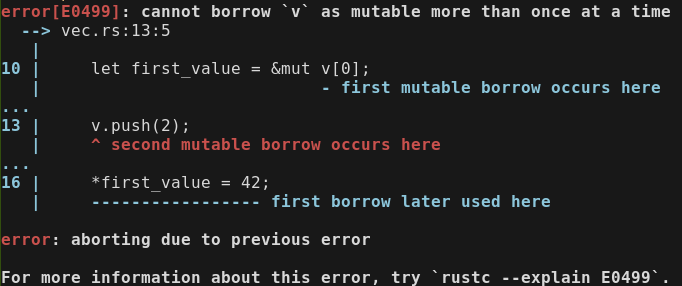 error[E0499]: cannot borrow `v` as mutable more than once at a time
  --> vec.rs:13:5
   |
10 |     let first_value = &mut v[0];
   |                            - first mutable borrow occurs here
...
13 |     v.push(2);
   |     ^ second mutable borrow occurs here
...
16 |     *first_value = 42;
   |     ----------------- first borrow later used here

error: aborting due to previous error

For more information about this error, try `rustc --explain E0499`.